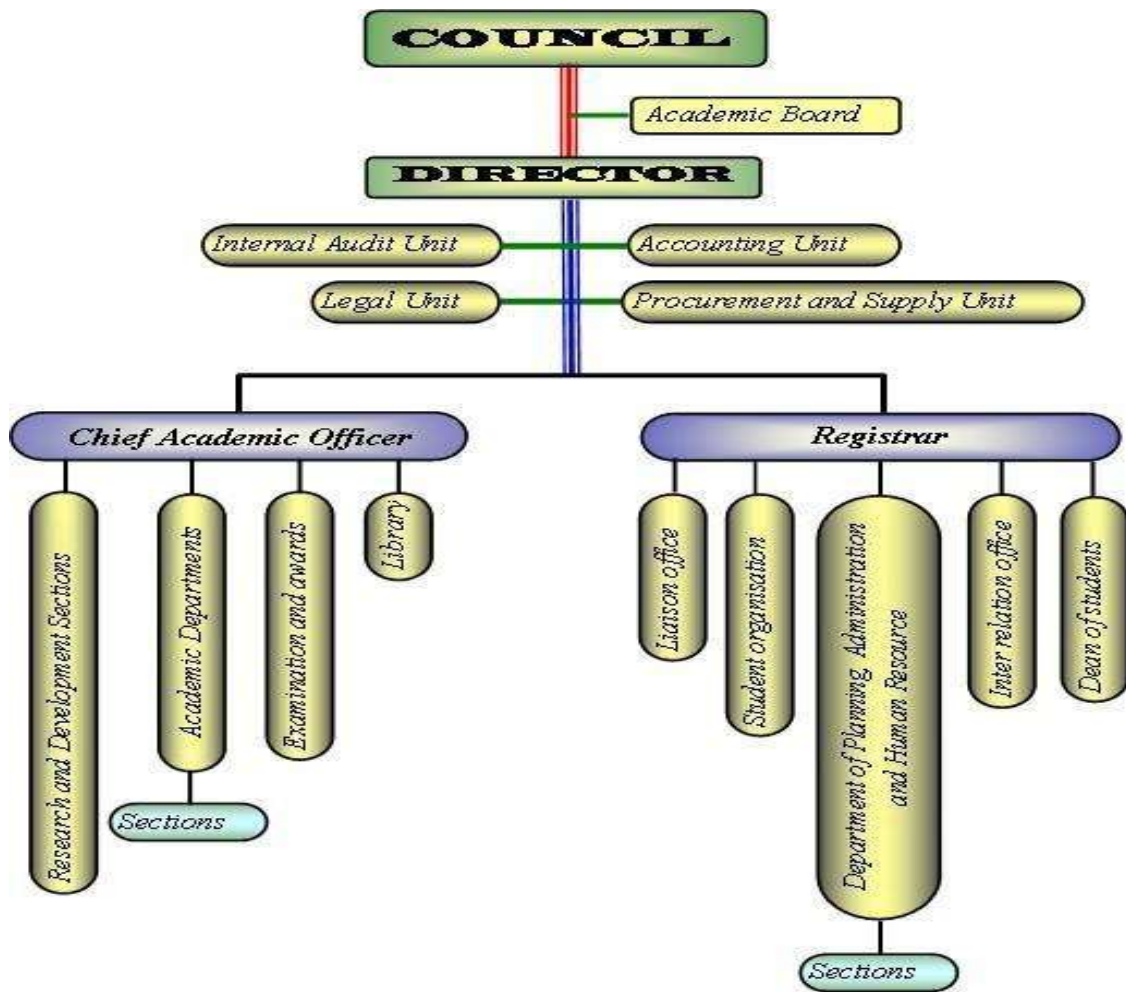 COUNCIL
Academic Board
DIRECTOR
Internal Audit Unit
Accounting Unit
Legal Unit
Procurement and Supply Unit
Chief Academic Officer
Registrar
Research and Development Sections
Academic Departments
Examination and awards
Library
Liaison office
Student organisation
Department of Planning, Administration
and Human Resource
Inter relation office
Dean of students
Sections
Sections